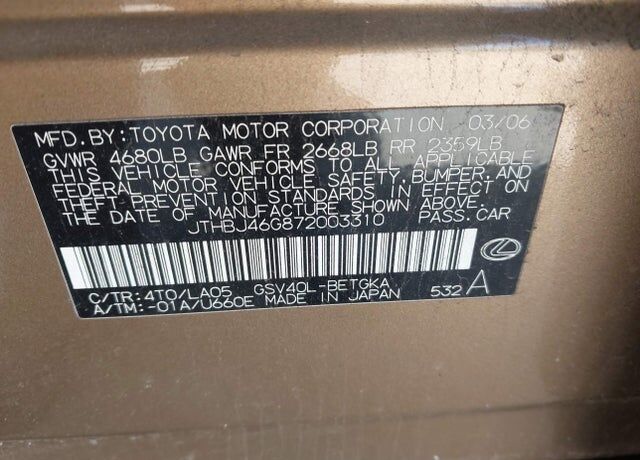 MFD. BY: TOYOTA MOTOR CORPORATION 03/06
GVWR 4680LB GAWR FR 2668LB RR 2359LB
THIS VEHICLE CONFORMS TO ALL APPLICABLE
FEDERAL MOTOR VEHICLE SAFETY, BUMPER, AND
THEFT PREVENTION STANDARDS IN EFFECT ON
THE DATE OF MANUFACTURE SHOWN ABOVE.
JTHBJ46G872003310
C/TR: 4T0/LA05 GSV40L-BETGKA
A/TM: -01A/U660E MADE IN JAPAN 532 A